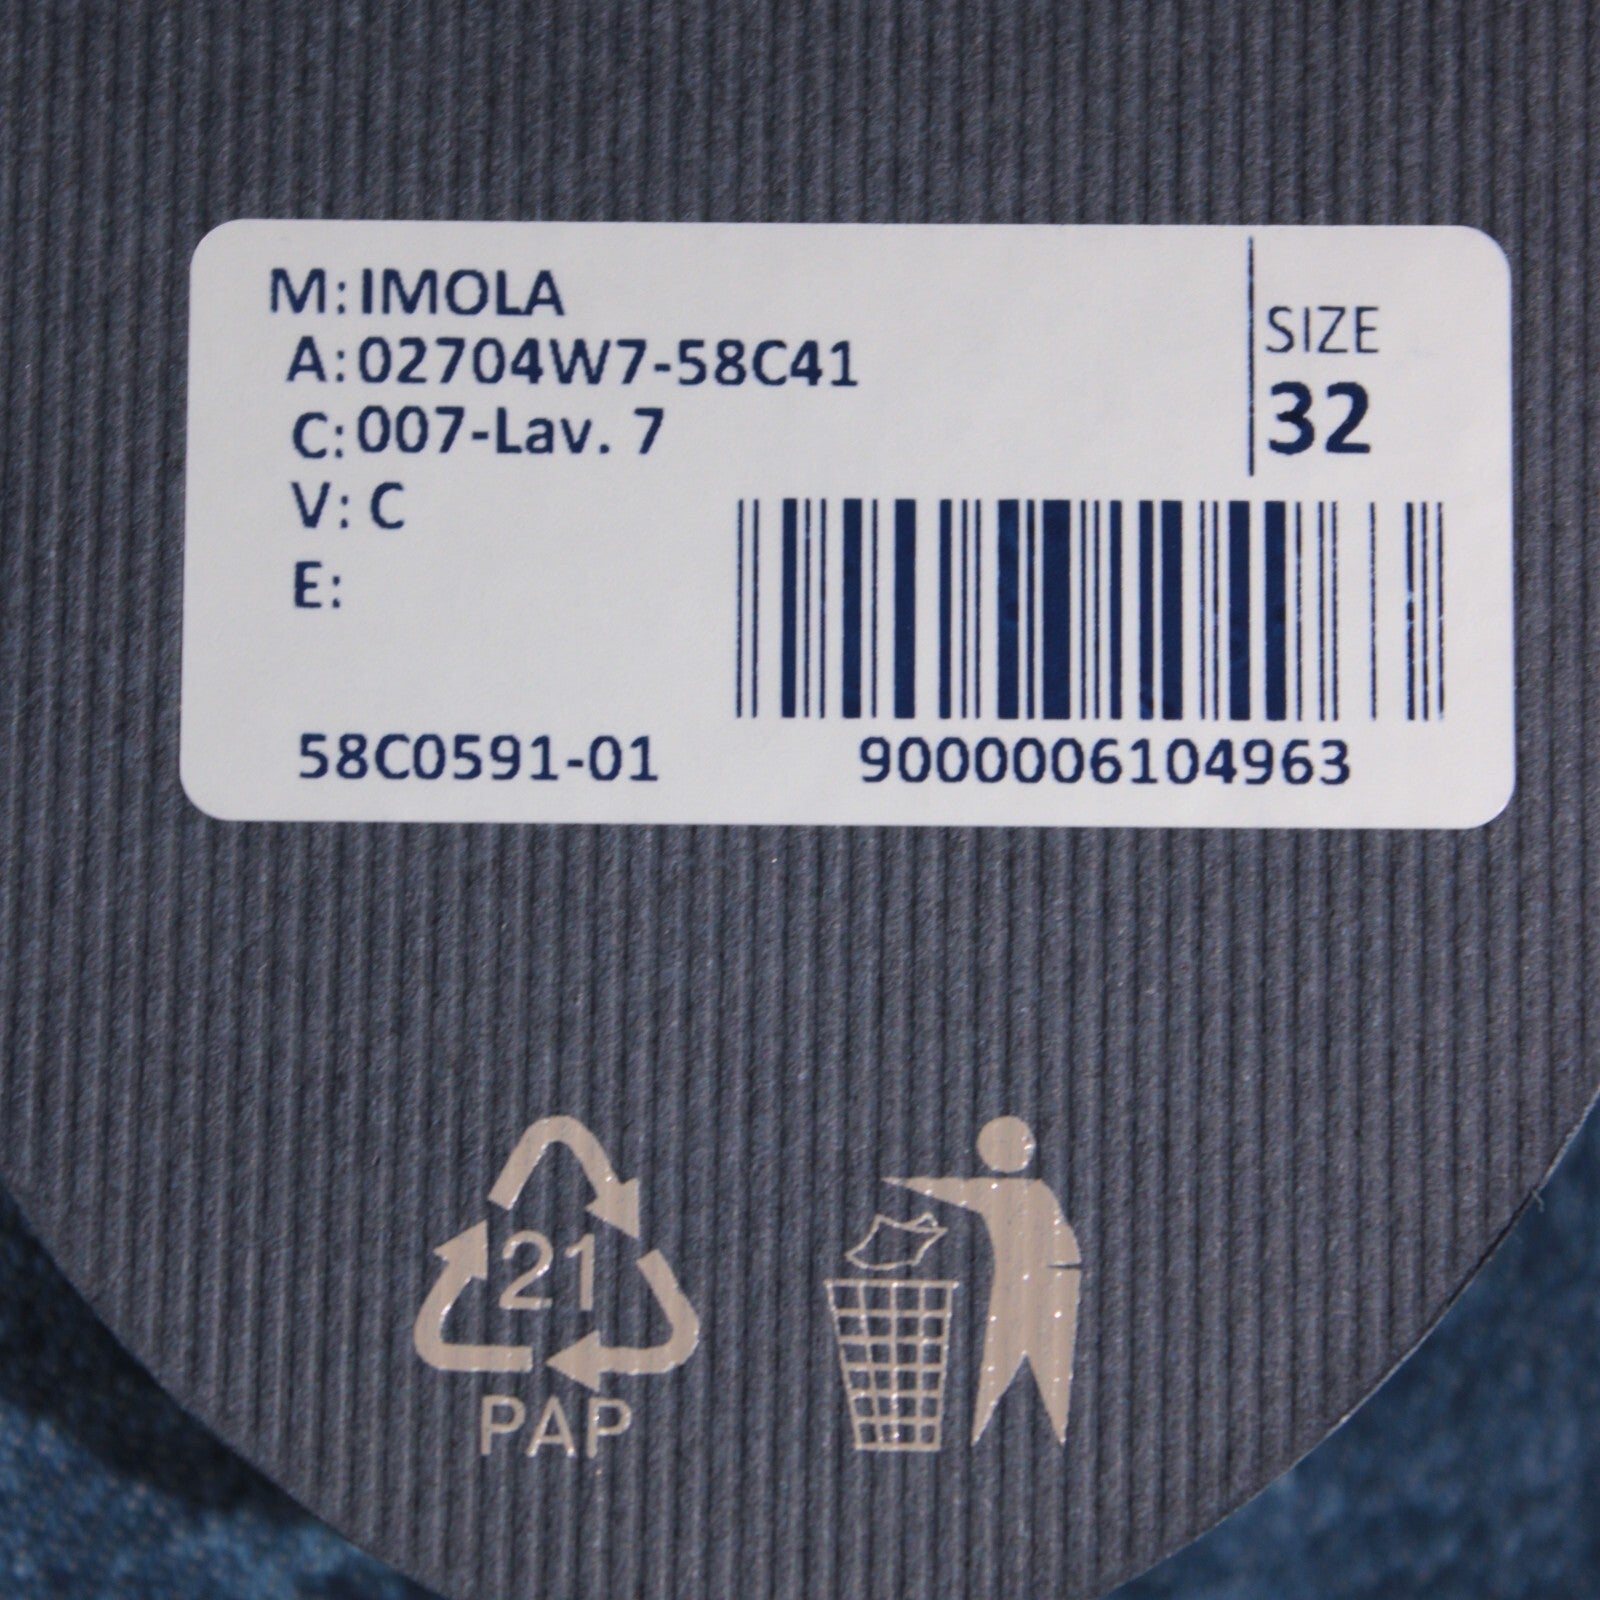 M: IMOLA
A: 02704W7-58C41
C: 007-Lav. 7
V: C
E:
SIZE
32
58C0591-01
9000006104963
21
PAP